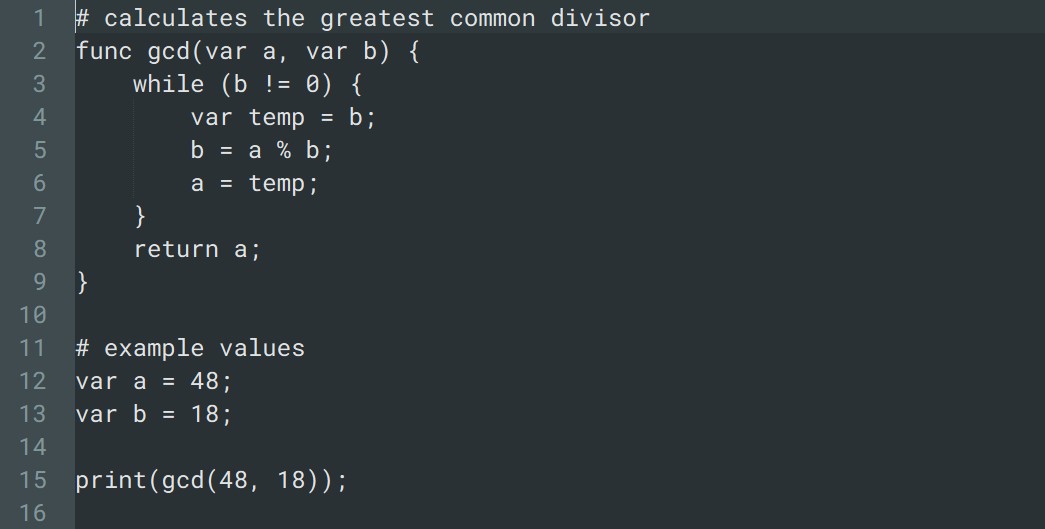 1 # calculates the greatest common divisor
2 func gcd(var a, var b) {
3     while (b != 0) {
4         var temp = b;
5         b = a % b;
6         a = temp;
7     }
8     return a;
9 }
10
11 # example values
12 var a = 48;
13 var b = 18;
14
15 print(gcd(48, 18));
16